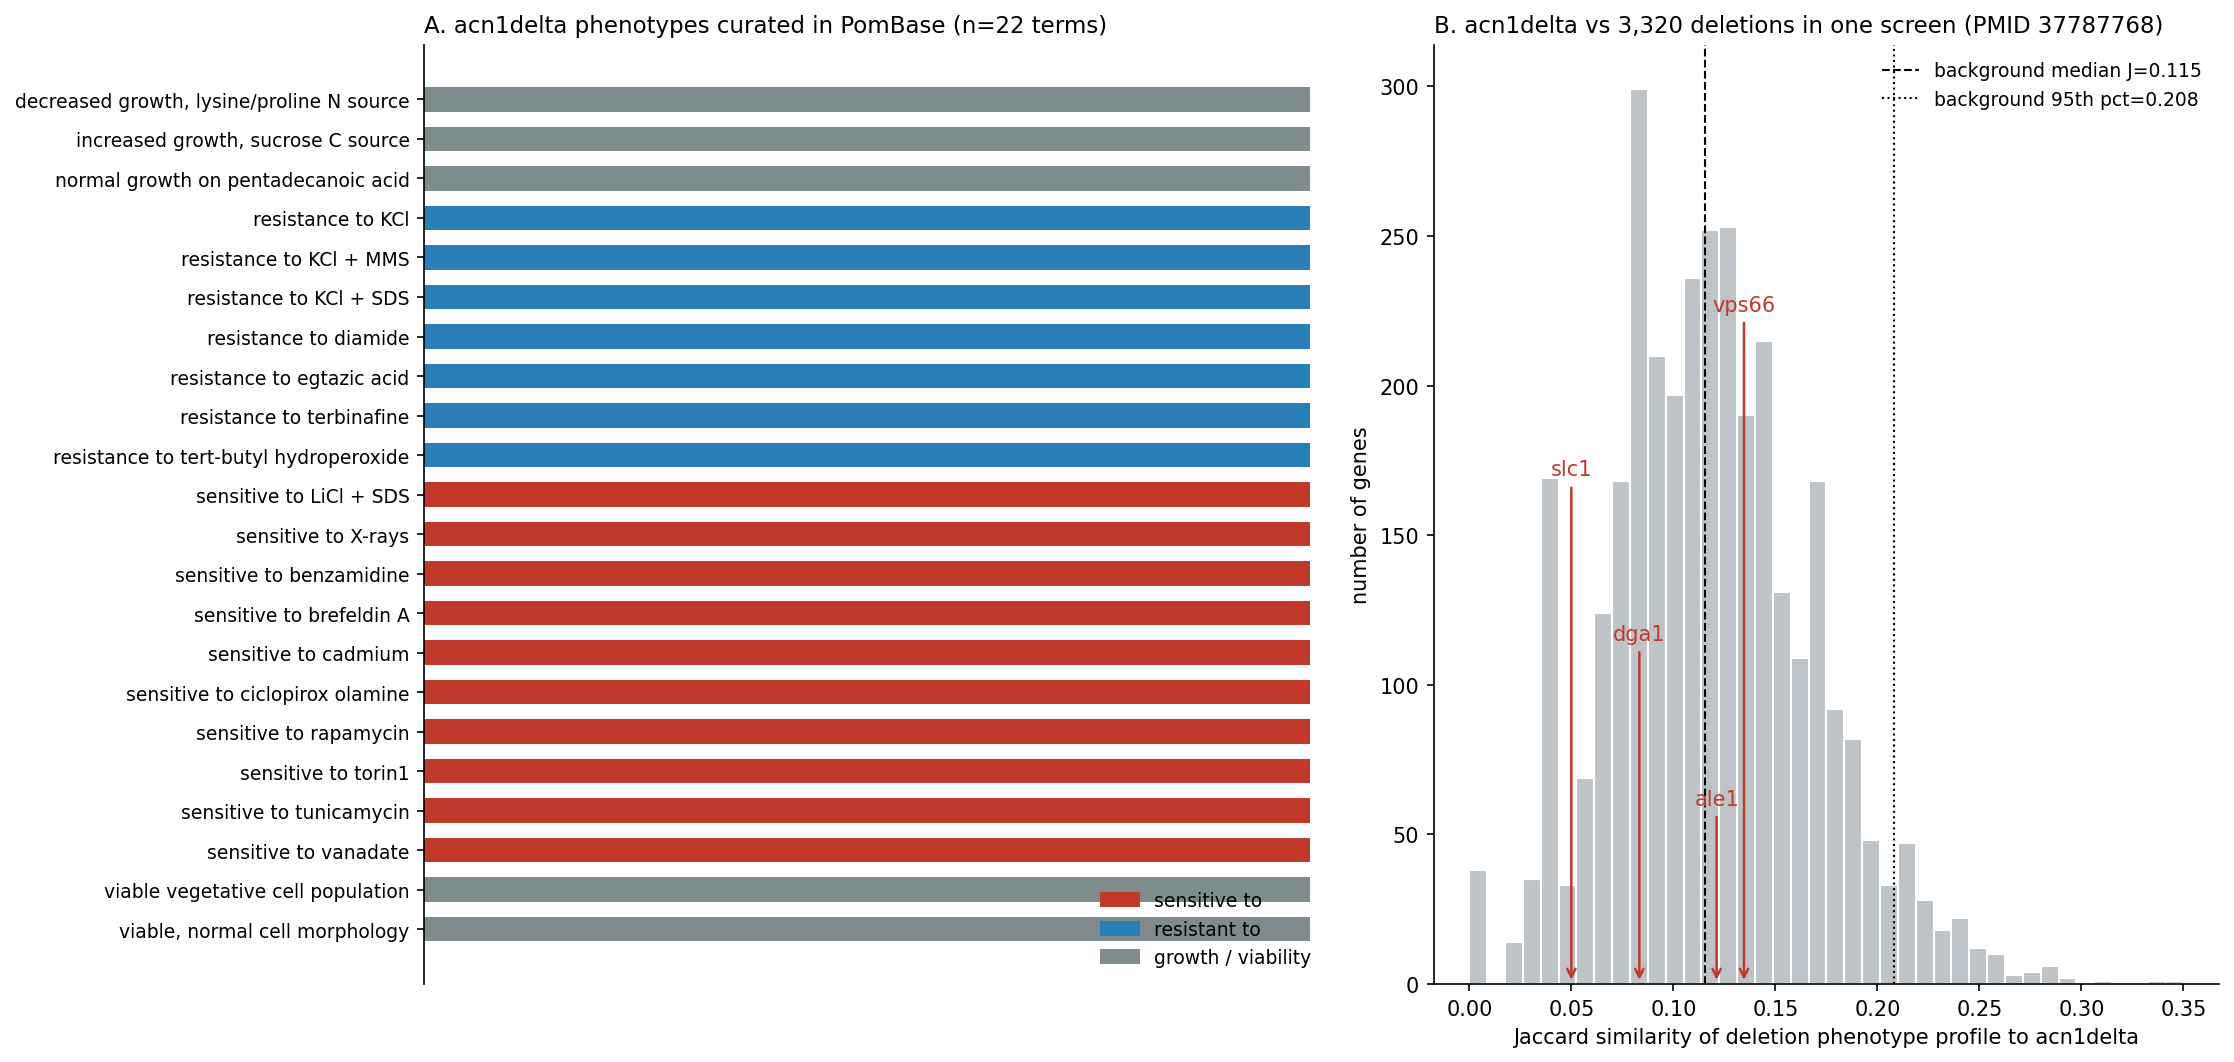 A. acn1delta phenotypes curated in PomBase (n=22 terms)
decreased growth, lysine/proline N source
increased growth, sucrose C source
normal growth on pentadecanoic acid
resistance to KCl
resistance to KCl + MMS
resistance to KCl + SDS
resistance to diamide
resistance to egtazic acid
resistance to terbinafine
resistance to tert-butyl hydroperoxide
sensitive to LiCl + SDS
sensitive to X-rays
sensitive to benzamidine
sensitive to brefeldin A
sensitive to cadmium
sensitive to ciclopirox olamine
sensitive to rapamycin
sensitive to torin1
sensitive to tunicamycin
sensitive to vanadate
viable vegetative cell population
viable, normal cell morphology
sensitive to
resistant to
growth / viability
B. acn1delta vs 3,320 deletions in one screen (PMID 37787768)
background median J=0.115
background 95th pct=0.208
number of genes
300
250
200
150
100
50
0
vps66
slc1
dga1
ale1
0.00 0.05 0.10 0.15 0.20 0.25 0.30 0.35
Jaccard similarity of deletion phenotype profile to acn1delta